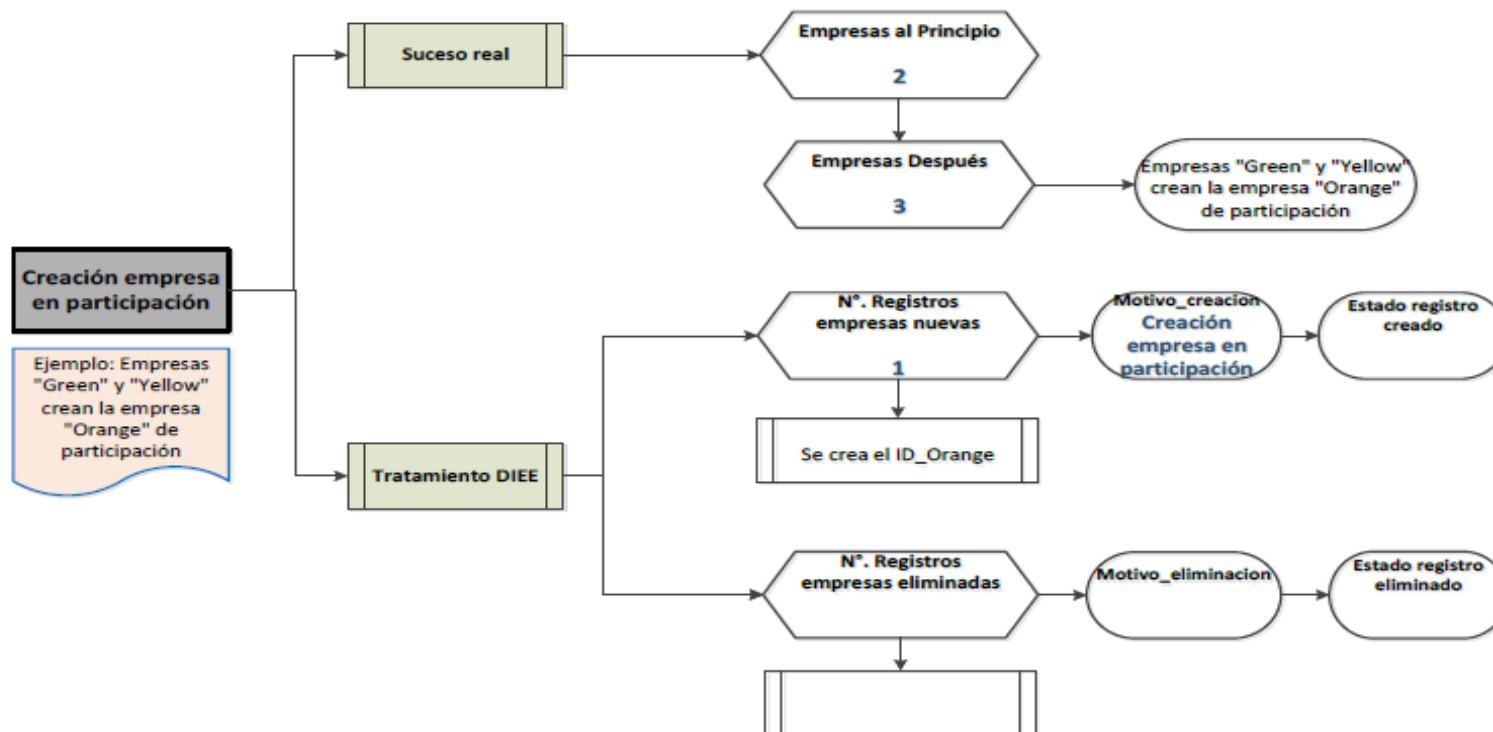 Suceso real
Empresas al Principio
2
Empresas Después
3
Empresas "Green" y "Yellow"
crean la empresa "Orange"
de participación
Creación empresa
en participación
Ejemplo: Empresas
"Green" y "Yellow"
crean la empresa
"Orange" de
participación
Tratamiento DIEE
N°. Registros
empresas nuevas
1
Motivo_creacion
Creación
empresa en
participación
Estado registro
creado
Se crea el ID_Orange
N°. Registros
empresas eliminadas
Motivo_eliminacion
Estado registro
eliminado